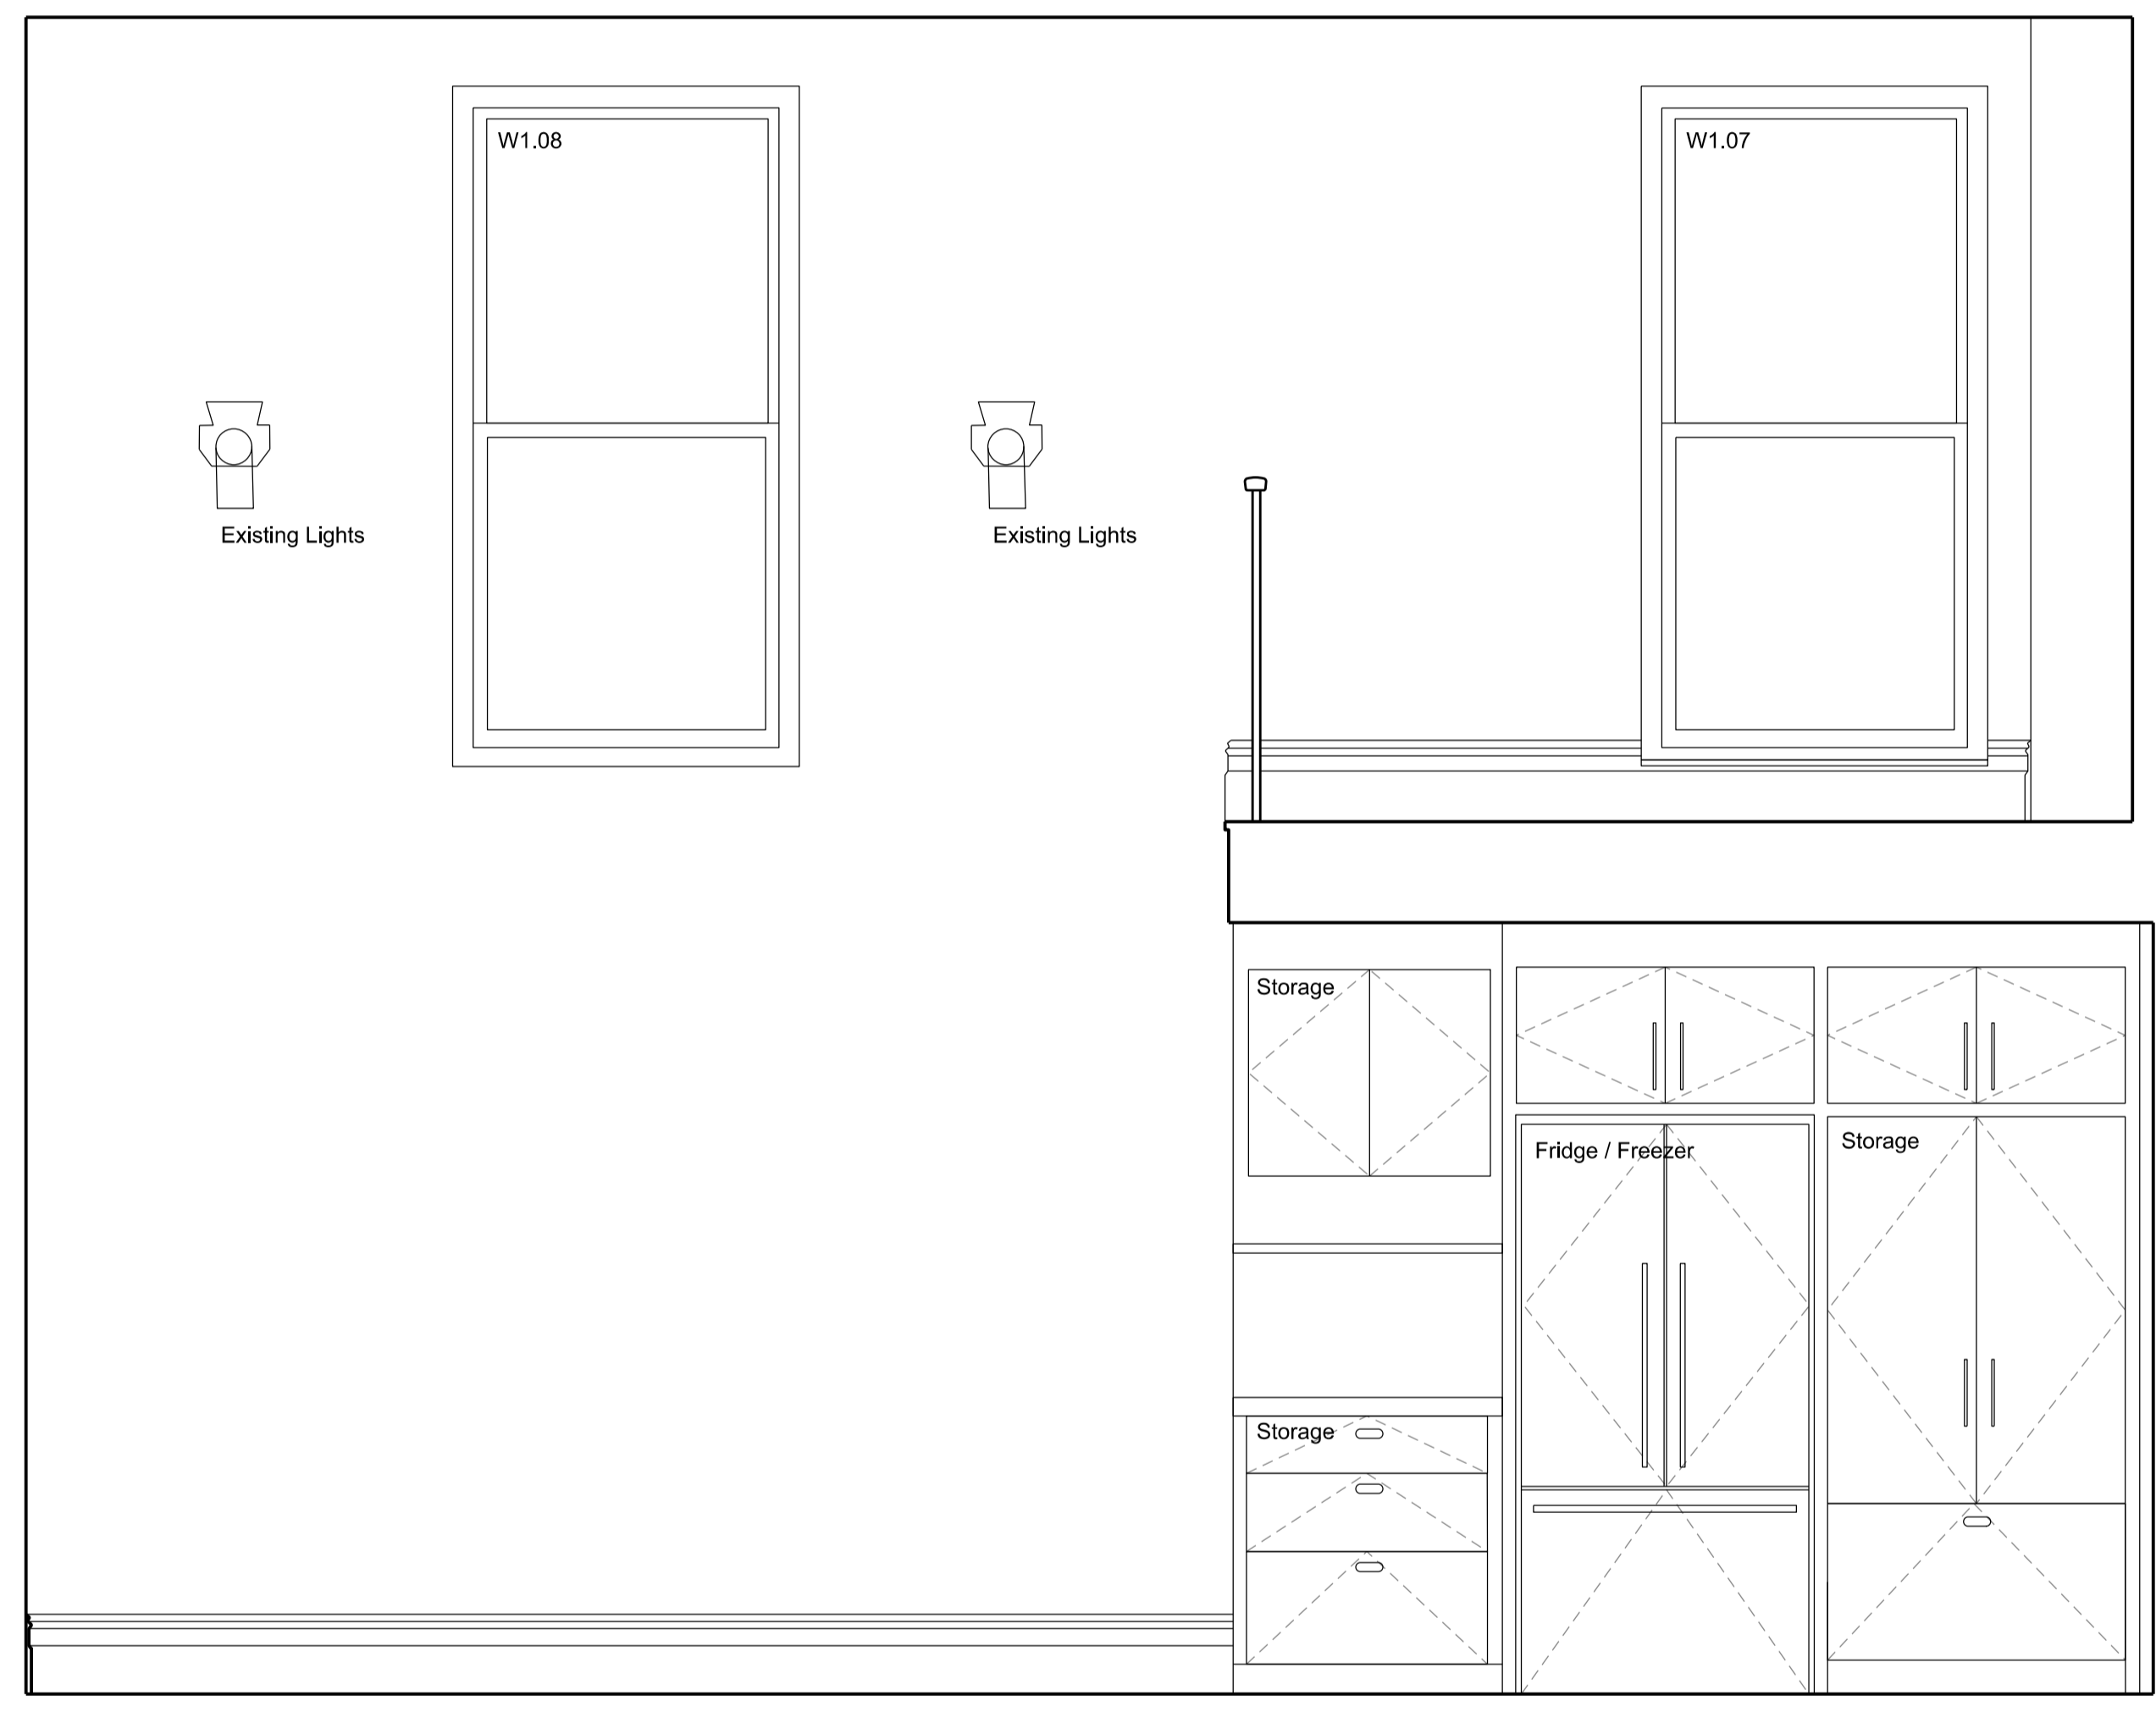 W1.08
W1.07
Existing Lights
Existing Lights
Storage
Fridge / Freezer
Storage
Storage